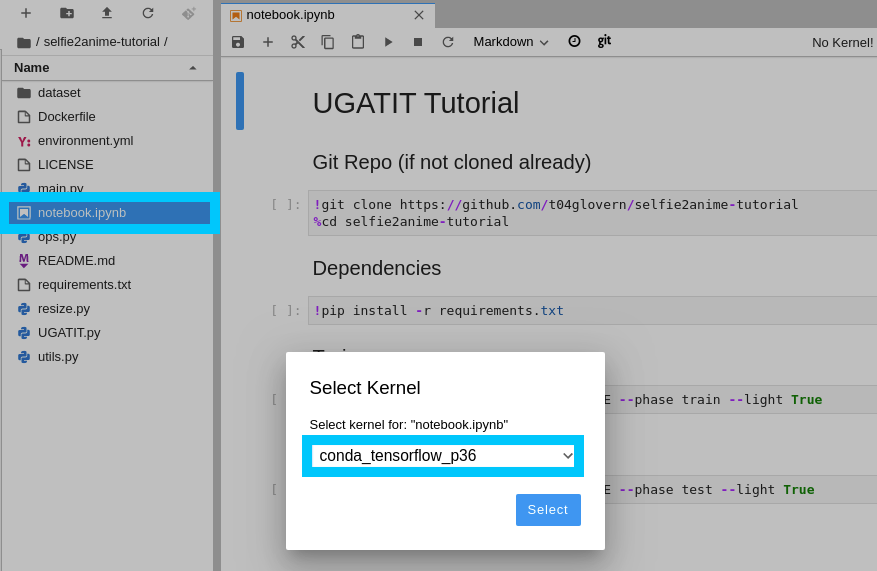 notebook.ipynb
/ selfie2anime-tutorial /
Markdown
git
No Kernel!
Name
dataset
Dockerfile
Y: environment.yml
LICENSE
main.py
notebook.ipynb
ops.py
M README.md
requirements.txt
resize.py
UGATIT.py
utils.py
UGATIT Tutorial
Git Repo (if not cloned already)
[ ]: !git clone https://github.com/t04glovern/selfie2anime-tutorial
%cd selfie2anime-tutorial
Dependencies
[ ]: !pip install -r requirements.txt
[ E --phase train --light True
[ E --phase test --light True
Select Kernel
Select kernel for: "notebook.ipynb"
conda_tensorflow_p36
Select